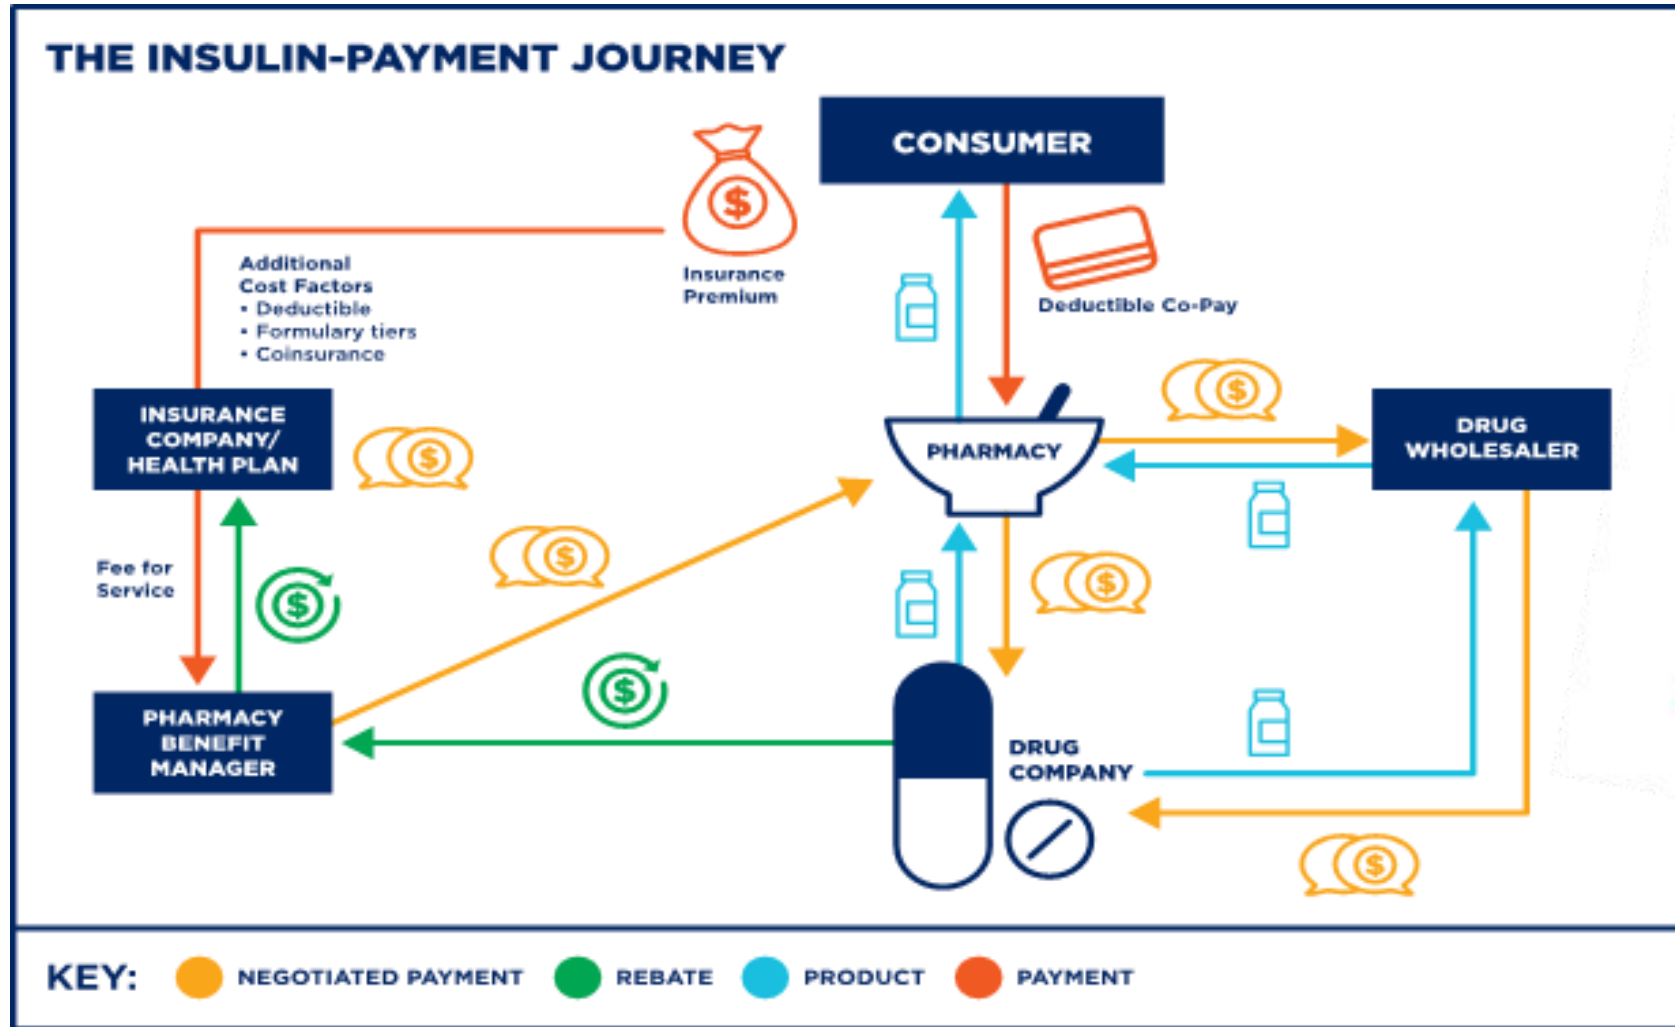 THE INSULIN-PAYMENT JOURNEY
CONSUMER
$
Insurance
Premium
Additional
Cost Factors
• Deductible
• Formulary tiers
• Coinsurance
Deductible Co-Pay
INSURANCE
COMPANY/
HEALTH PLAN
$
$
PHARMACY
$
DRUG
WHOLESALER
Fee for
Service
$
$
$
$
PHARMACY
BENEFIT
MANAGER
DRUG
COMPANY
$
KEY:
NEGOTIATED PAYMENT
REBATE
PRODUCT
PAYMENT